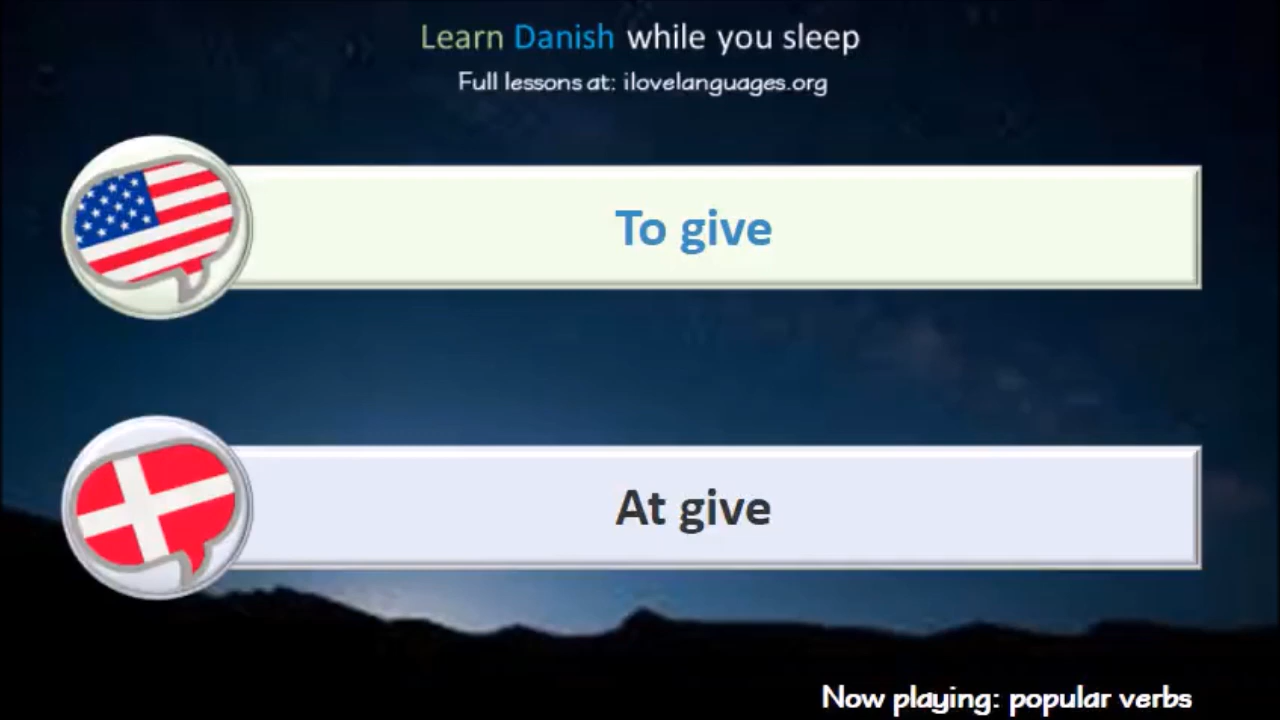 Learn Danish while you sleep
Full lessons at: ilovelanguages.org
To give
At give
Now playing: popular verbs